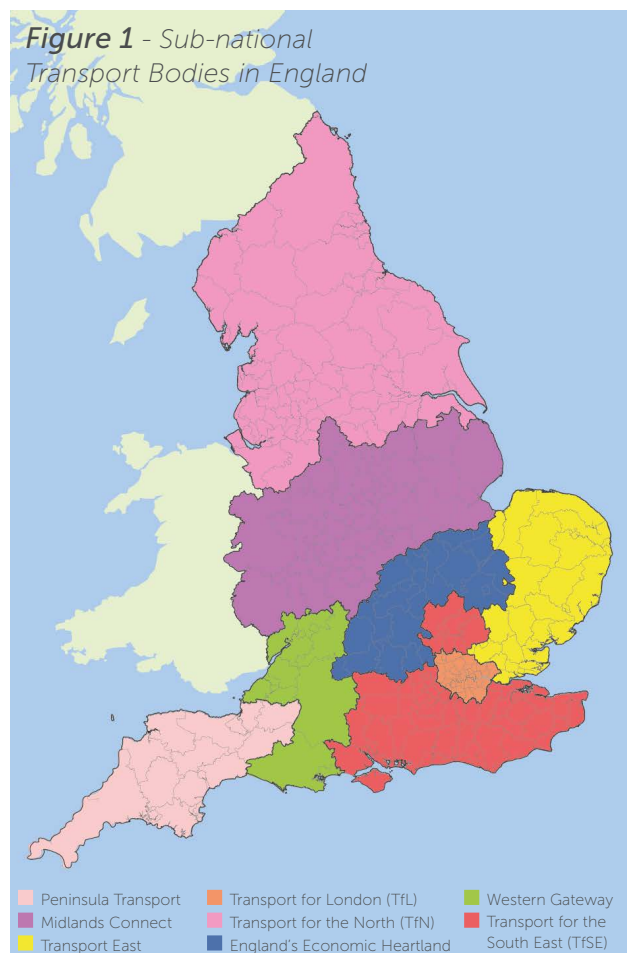 Figure 1 - Sub-national
Transport Bodies in England
Peninsula Transport
Midlands Connect
Transport East
Transport for London (TfL)
Transport for the North (TfN)
England's Economic Heartland
Western Gateway
Transport for the
South East (TfSE)